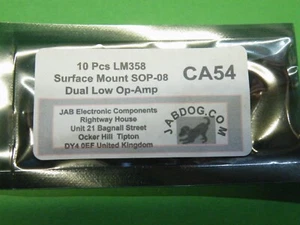 10 Pcs LM358
Surface Mount SOP-08
Dual Low Op-Amp
CA54
JAB Electronic Components
Rightway House
Unit 21 Bagnall Street
Ocker Hill Tipton
DY4 0EF United Kingdom
JABDOG.COM